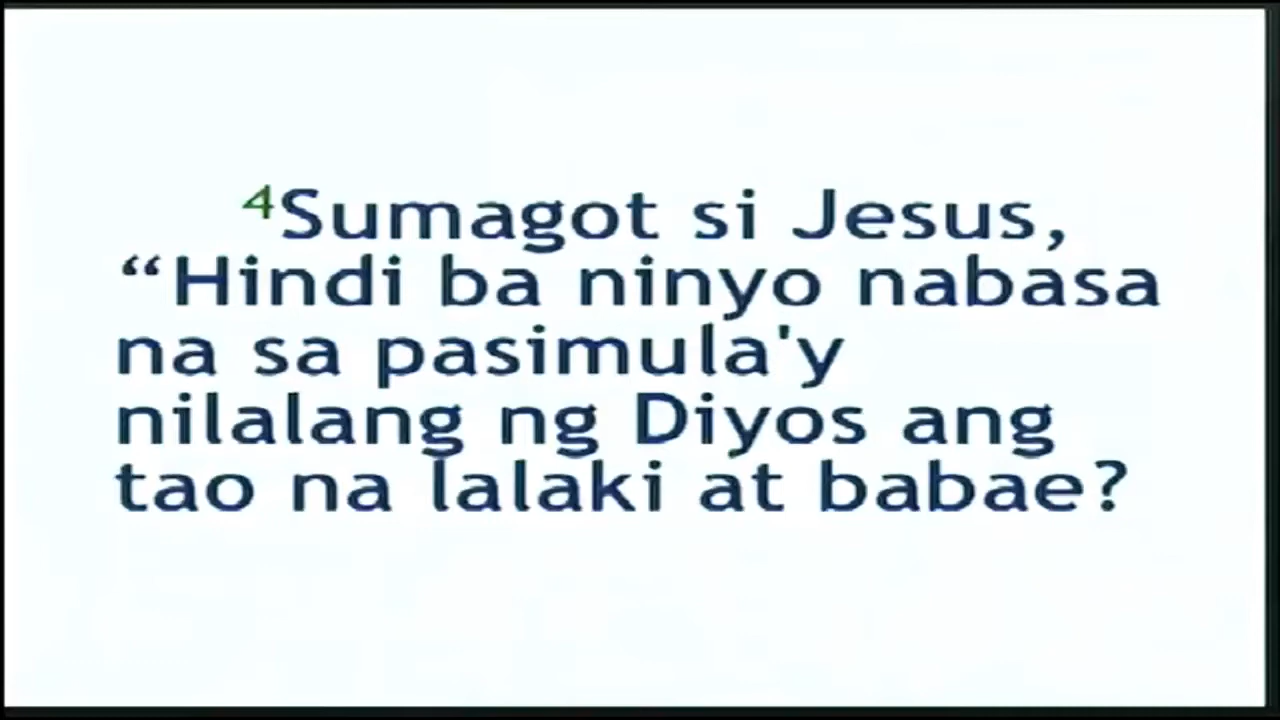 ⁴Sumagot si Jesus,
“Hindi ba ninyo nabasa
na sa pasimula'y
nilalang ng Diyos ang
tao na lalaki at babae?